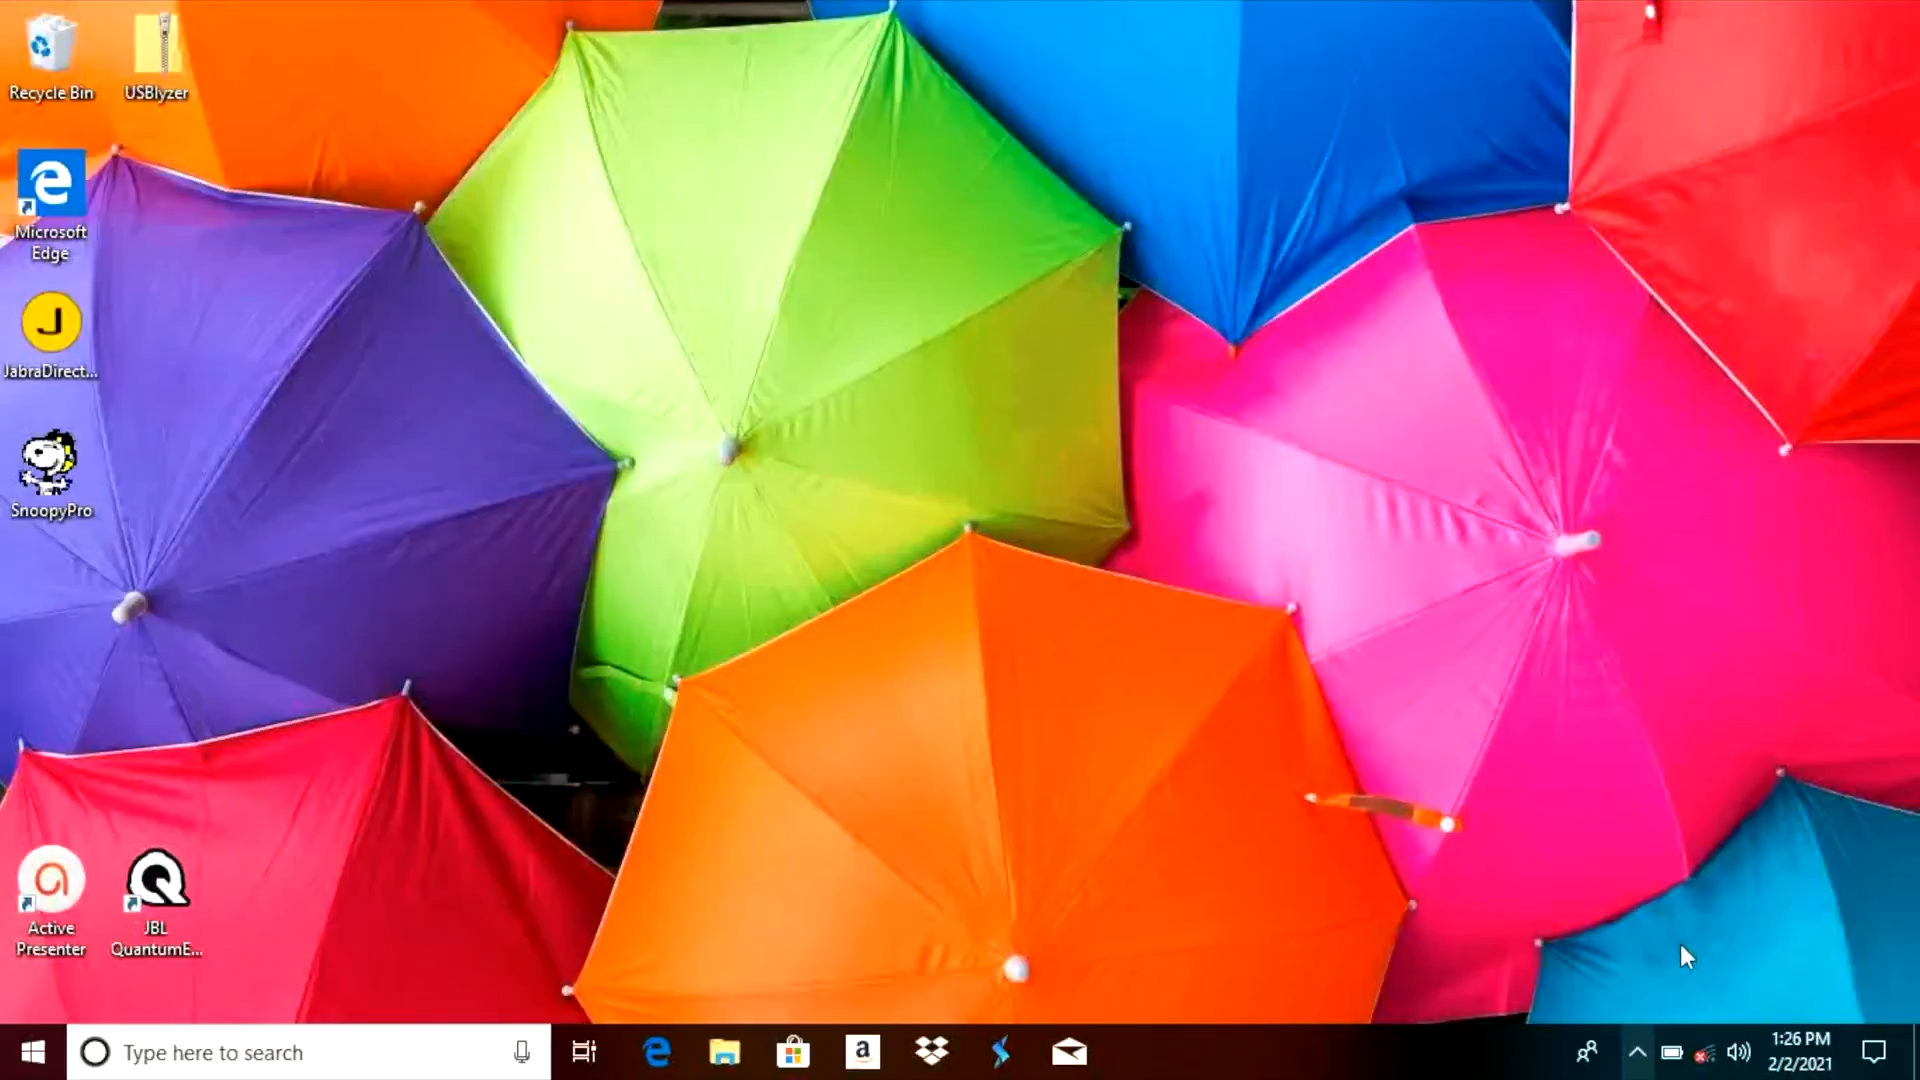 Recycle Bin
USBlyzer
Microsoft
Edge
JabraDirect...
SnoopyPro
Active
Presenter
JBL
QuantumE...
Type here to search
a
1:26 PM
2/2/2021